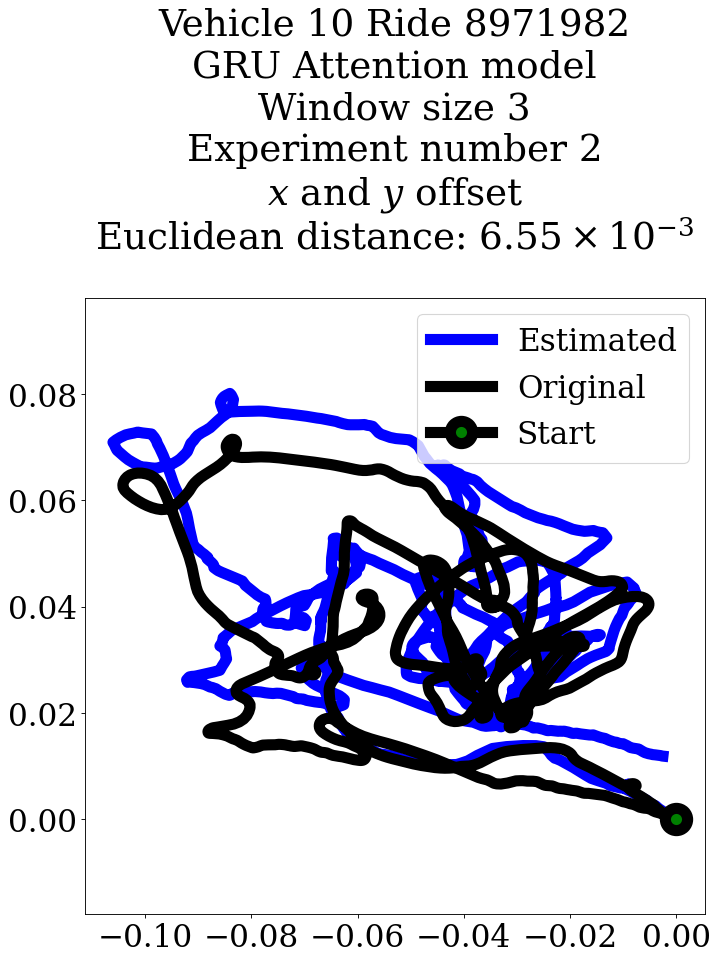 Vehicle 10 Ride 8971982
GRU Attention model
Window size 3
Experiment number 2
x and y offset
Euclidean distance: 6.55 × 10⁻³
Estimated
Original
Start
0.08
0.06
0.04
0.02
0.00
−0.10 −0.08 −0.06 −0.04 −0.02 0.00